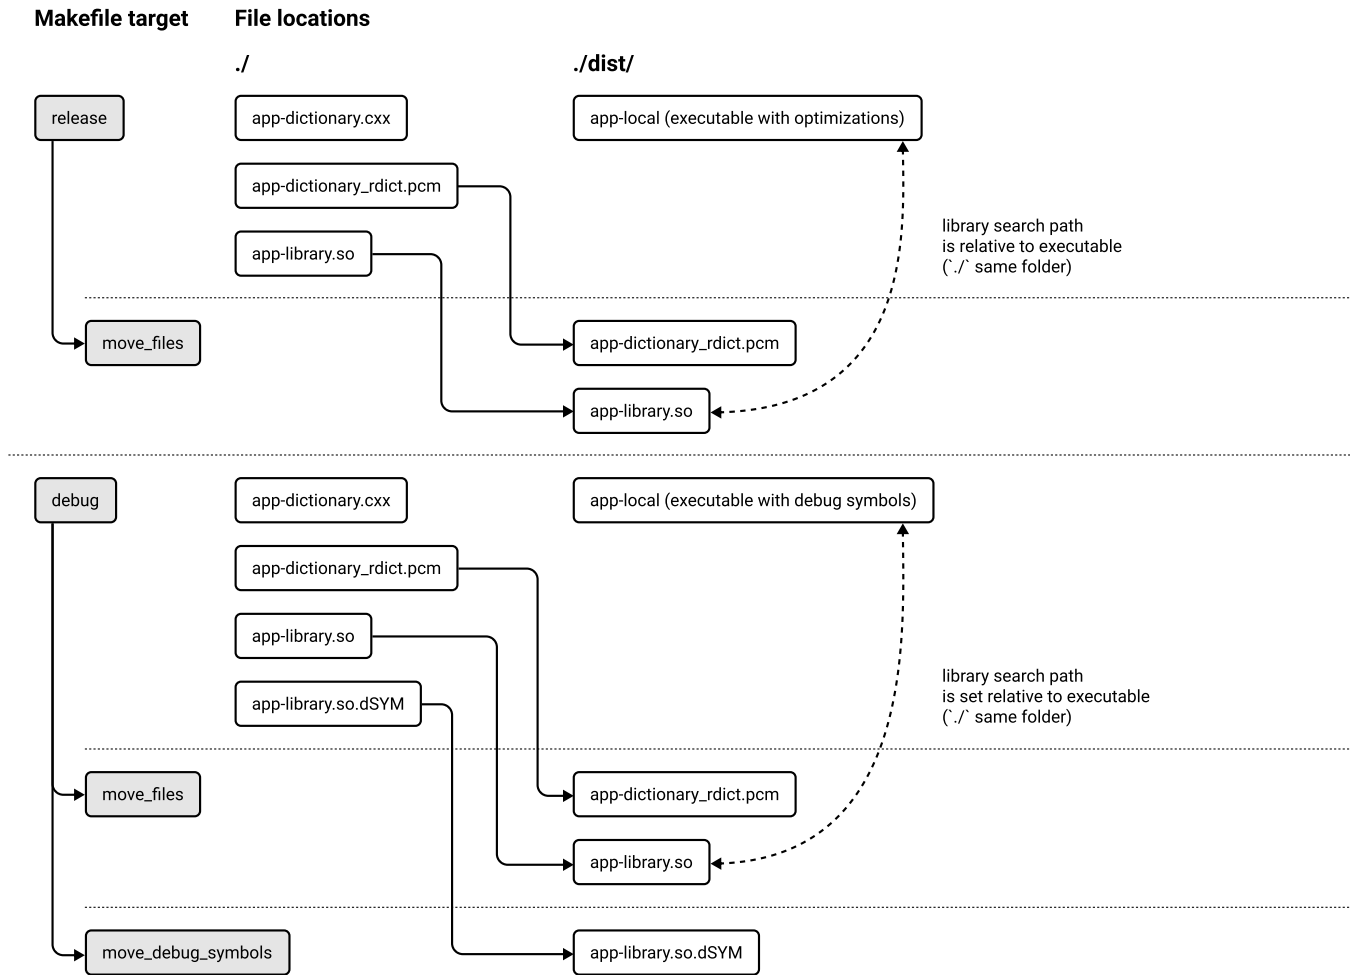 Makefile target
File locations
./
./dist/
release
app-dictionary.cxx
app-local (executable with optimizations)
app-dictionary_rdict.pcm
app-library.so
library search path
is relative to executable
(`./` same folder)
move_files
app-dictionary_rdict.pcm
app-library.so
debug
app-dictionary.cxx
app-local (executable with debug symbols)
app-dictionary_rdict.pcm
app-library.so
app-library.so.dSYM
library search path
is set relative to executable
(`./` same folder)
move_files
app-dictionary_rdict.pcm
app-library.so
move_debug_symbols
app-library.so.dSYM